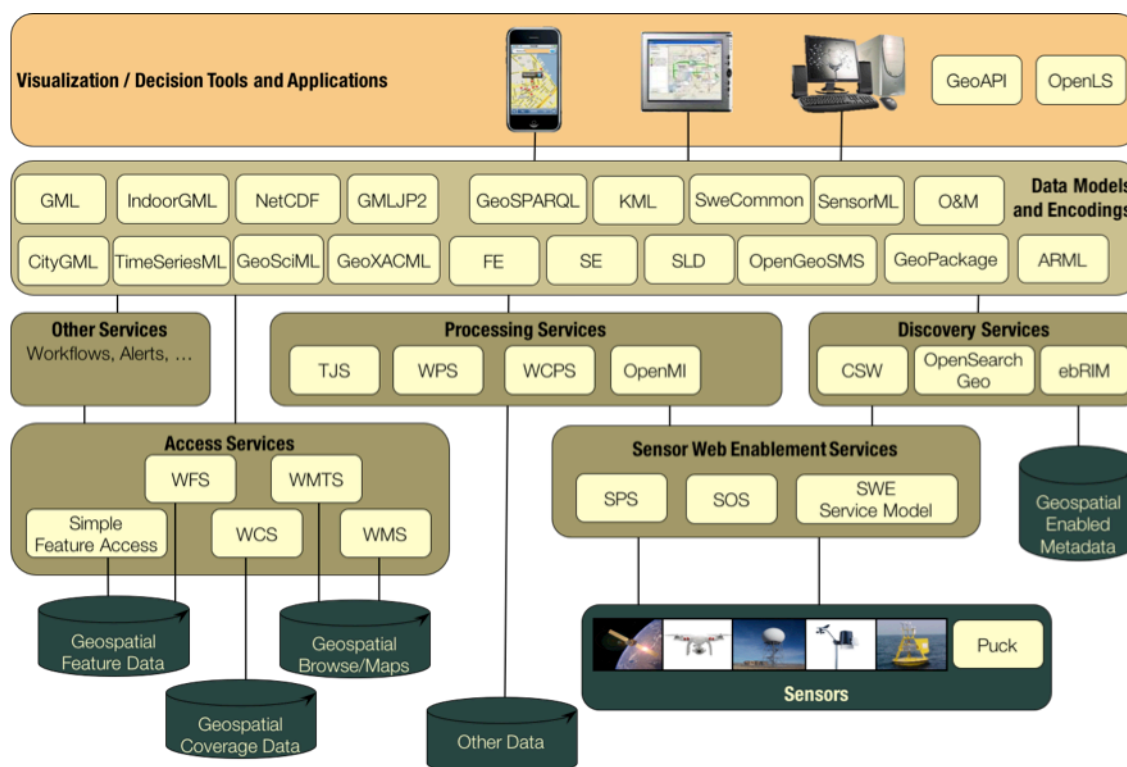 Visualization / Decision Tools and Applications
GeoAPI
OpenLS
GML
IndoorGML
NetCDF
GMLJP2
GeoSPARQL
KML
SweCommon
SensorML
O&M
Data Models
and Encodings
CityGML
TimeSeriesML
GeoSciML
GeoXACML
FE
SE
SLD
OpenGeoSMS
GeoPackage
ARML
Other Services
Workflows, Alerts, …
Processing Services
TJS
WPS
WCPS
OpenMI
Discovery Services
CSW
OpenSearch
Geo
ebRIM
Access Services
WFS
WMTS
Simple
Feature Access
WCS
WMS
Sensor Web Enablement Services
SPS
SOS
SWE
Service Model
Geospatial
Enabled
Metadata
Geospatial
Feature Data
Geospatial
Browse/Maps
Geospatial
Coverage Data
Other Data
Puck
Sensors